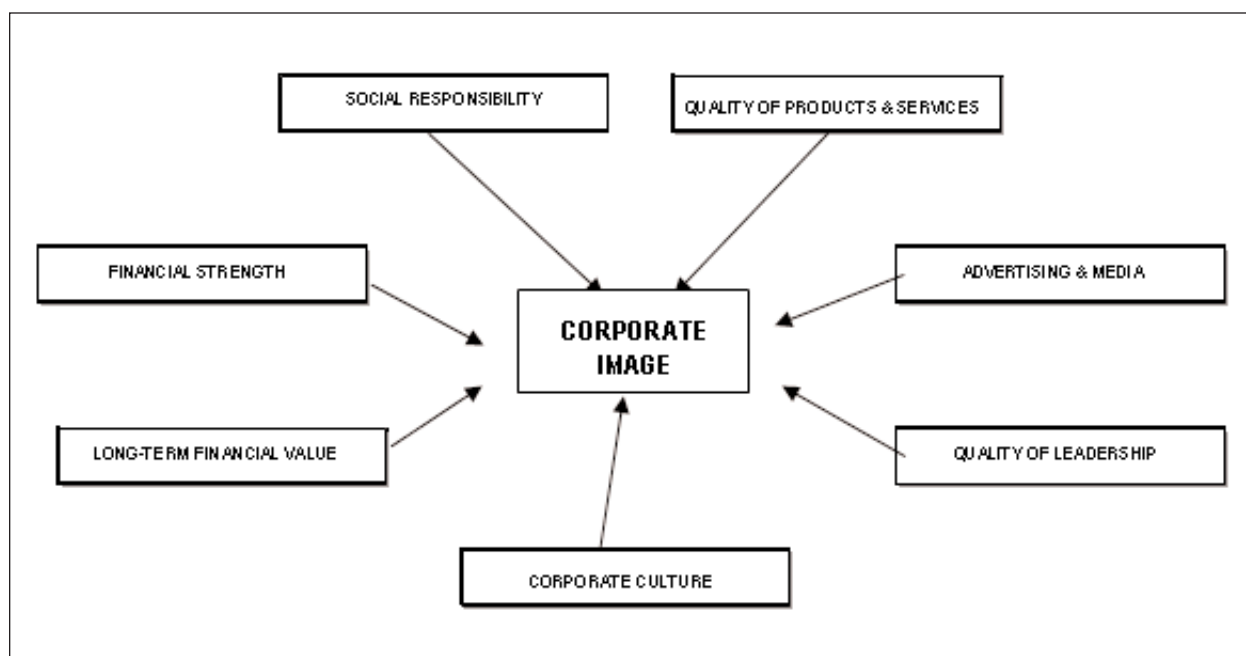 SOCIAL RESPONSIBILITY
QUALITY OF PRODUCTS & SERVICES
FINANCIAL STRENGTH
ADVERTISING & MEDIA
CORPORATE
IMAGE
LONG-TERM FINANCIAL VALUE
QUALITY OF LEADERSHIP
CORPORATE CULTURE